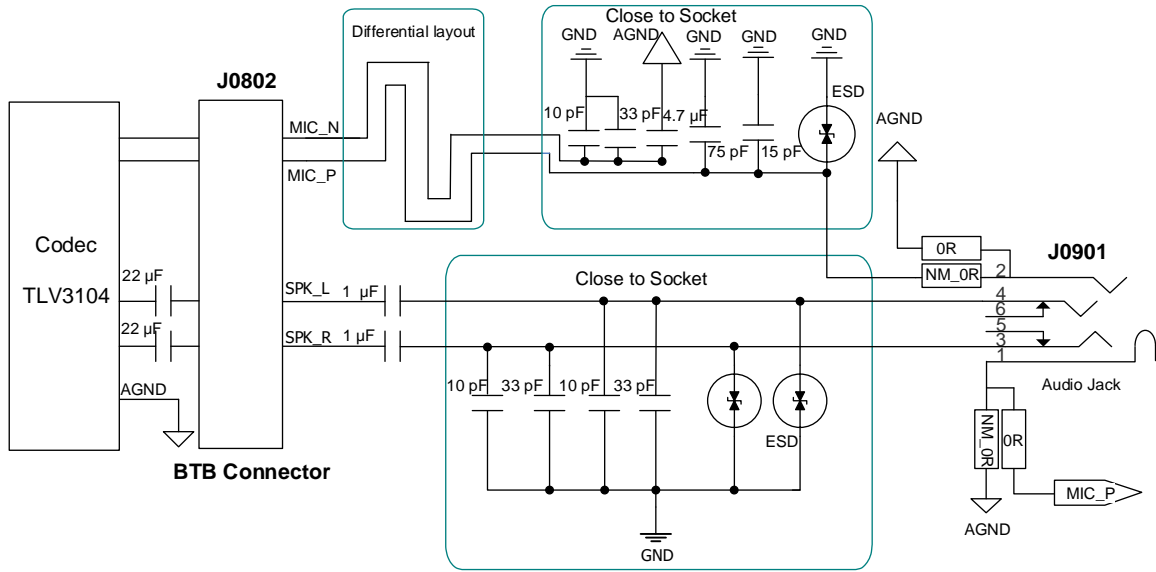 Differential layout
Close to Socket
GND
AGND
GND
GND
GND
J0802
ESD
10 pF
33 pF
4.7 µF
AGND
MIC_N
75 pF
15 pF
MIC_P
Codec
TLV3104
0R
J0901
NM_0R
2
Close to Socket
22 µF
SPK_L
1 µF
4
6
22 µF
SPK_R
1 µF
5
3
1
10 pF
33 pF
10 pF
33 pF
Audio Jack
AGND
ESD
NM_0R
0R
BTB Connector
MIC_P
AGND
GND